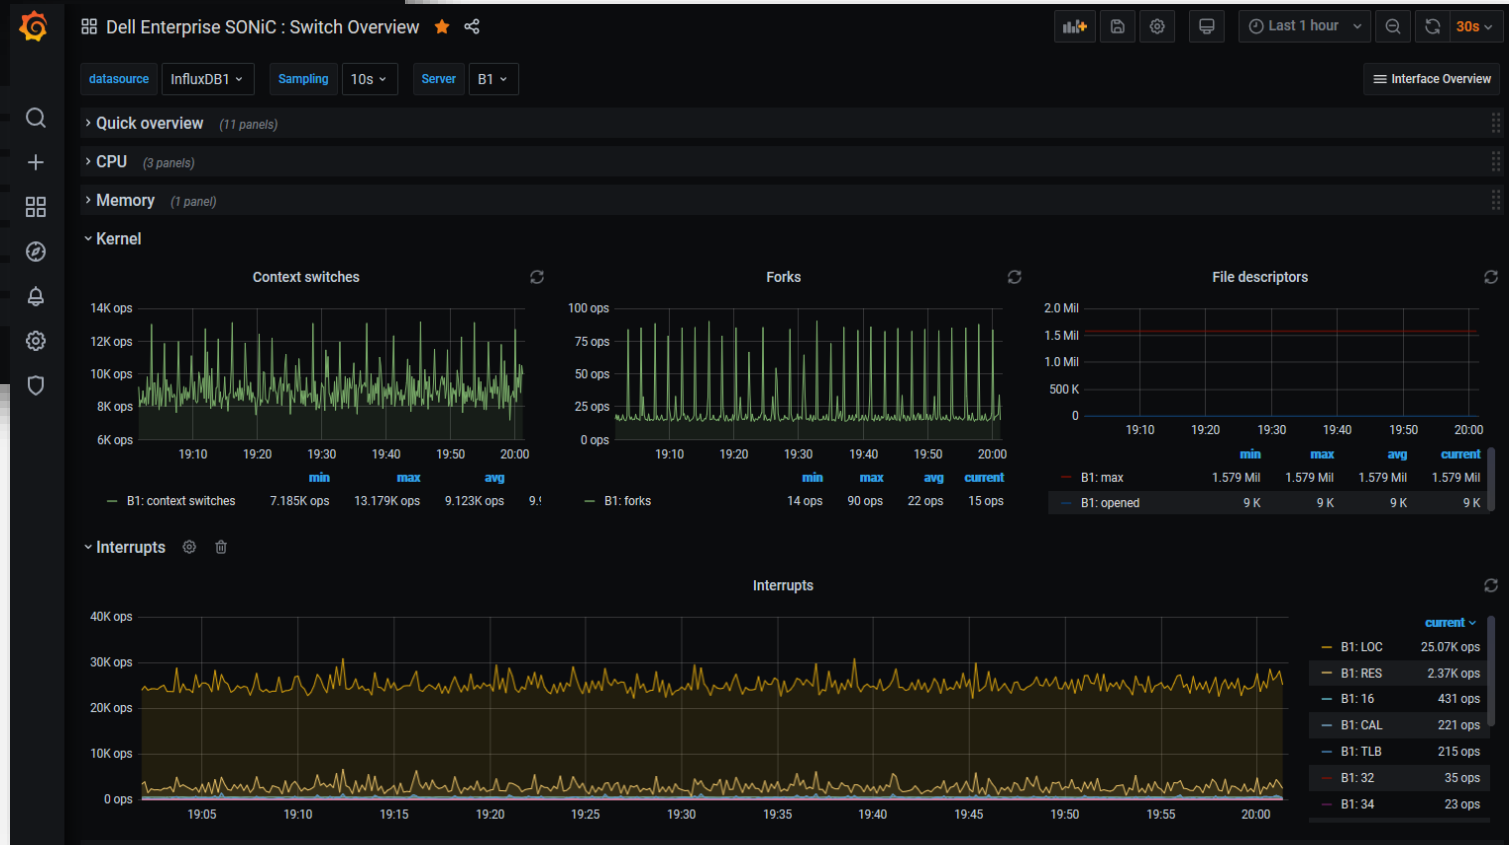 Dell Enterprise SONiC : Switch Overview
Last 1 hour
30s
datasource InfluxDB1 Sampling 10s Server B1
Interface Overview
Quick overview (11 panels)
CPU (3 panels)
Memory (1 panel)
Kernel
Context switches
14K ops
12K ops
10K ops
8K ops
6K ops
19:10 19:20 19:30 19:40 19:50 20:00
min max avg
B1: context switches 7.185K ops 13.179K ops 9.123K ops
Forks
100 ops
75 ops
50 ops
25 ops
0 ops
19:10 19:20 19:30 19:40 19:50 20:00
min max avg current
B1: forks 14 ops 90 ops 22 ops 15 ops
File descriptors
2.0 Mil
1.5 Mil
1.0 Mil
500 K
0
19:10 19:20 19:30 19:40 19:50 20:00
min max avg current
B1: max 1.579 Mil 1.579 Mil 1.579 Mil 1.579 Mil
B1: opened 9 K 9 K 9 K 9 K
Interrupts
Interrupts
40K ops
30K ops
20K ops
10K ops
0 ops
19:05 19:10 19:15 19:20 19:25 19:30 19:35 19:40 19:45 19:50 19:55 20:00
current
B1: LOC 25.07K ops
B1: RES 2.37K ops
B1: 16 431 ops
B1: CAL 221 ops
B1: TLB 215 ops
B1: 32 35 ops
B1: 34 23 ops